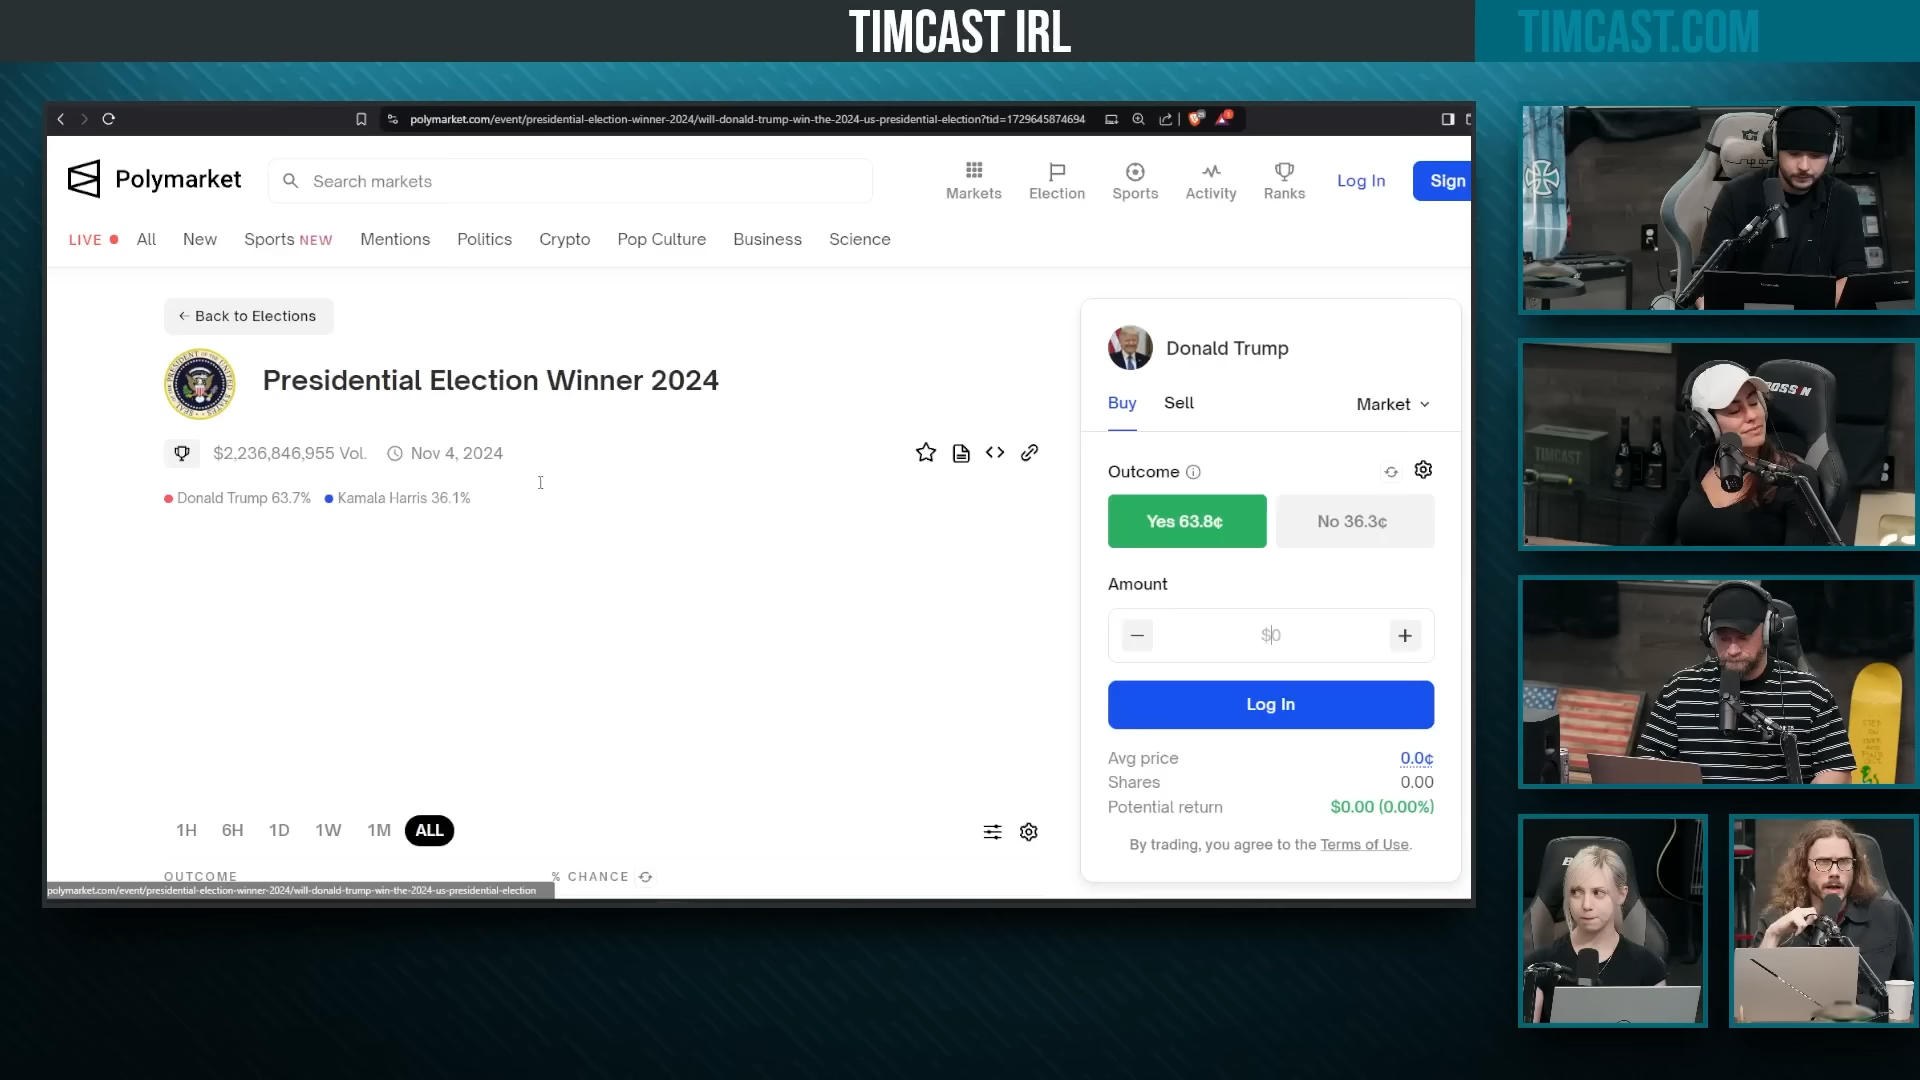 TIMCAST IRL
TIMCAST.COM
polymarket.com/event/presidential-election-winner-2024/will-donald-trump-win-the-2024-us-presidential-election?tid=1729645874694
Polymarket
Search markets
Markets
Election
Sports
Activity
Ranks
Log In
Sign
LIVE All New Sports NEW Mentions Politics Crypto Pop Culture Business Science
← Back to Elections
Presidential Election Winner 2024
$2,236,846,955 Vol. Nov 4, 2024
Donald Trump 63.7% Kamala Harris 36.1%
1H 6H 1D 1W 1M ALL
OUTCOME % CHANCE
polymarket.com/event/presidential-election-winner-2024/will-donald-trump-win-the-2024-us-presidential-election
Donald Trump
Buy Sell Market
Outcome
Yes 63.8¢ No 36.3¢
Amount
$0
Log In
Avg price 0.0¢
Shares 0.00
Potential return $0.00 (0.00%)
By trading, you agree to the Terms of Use.
TIMCAST